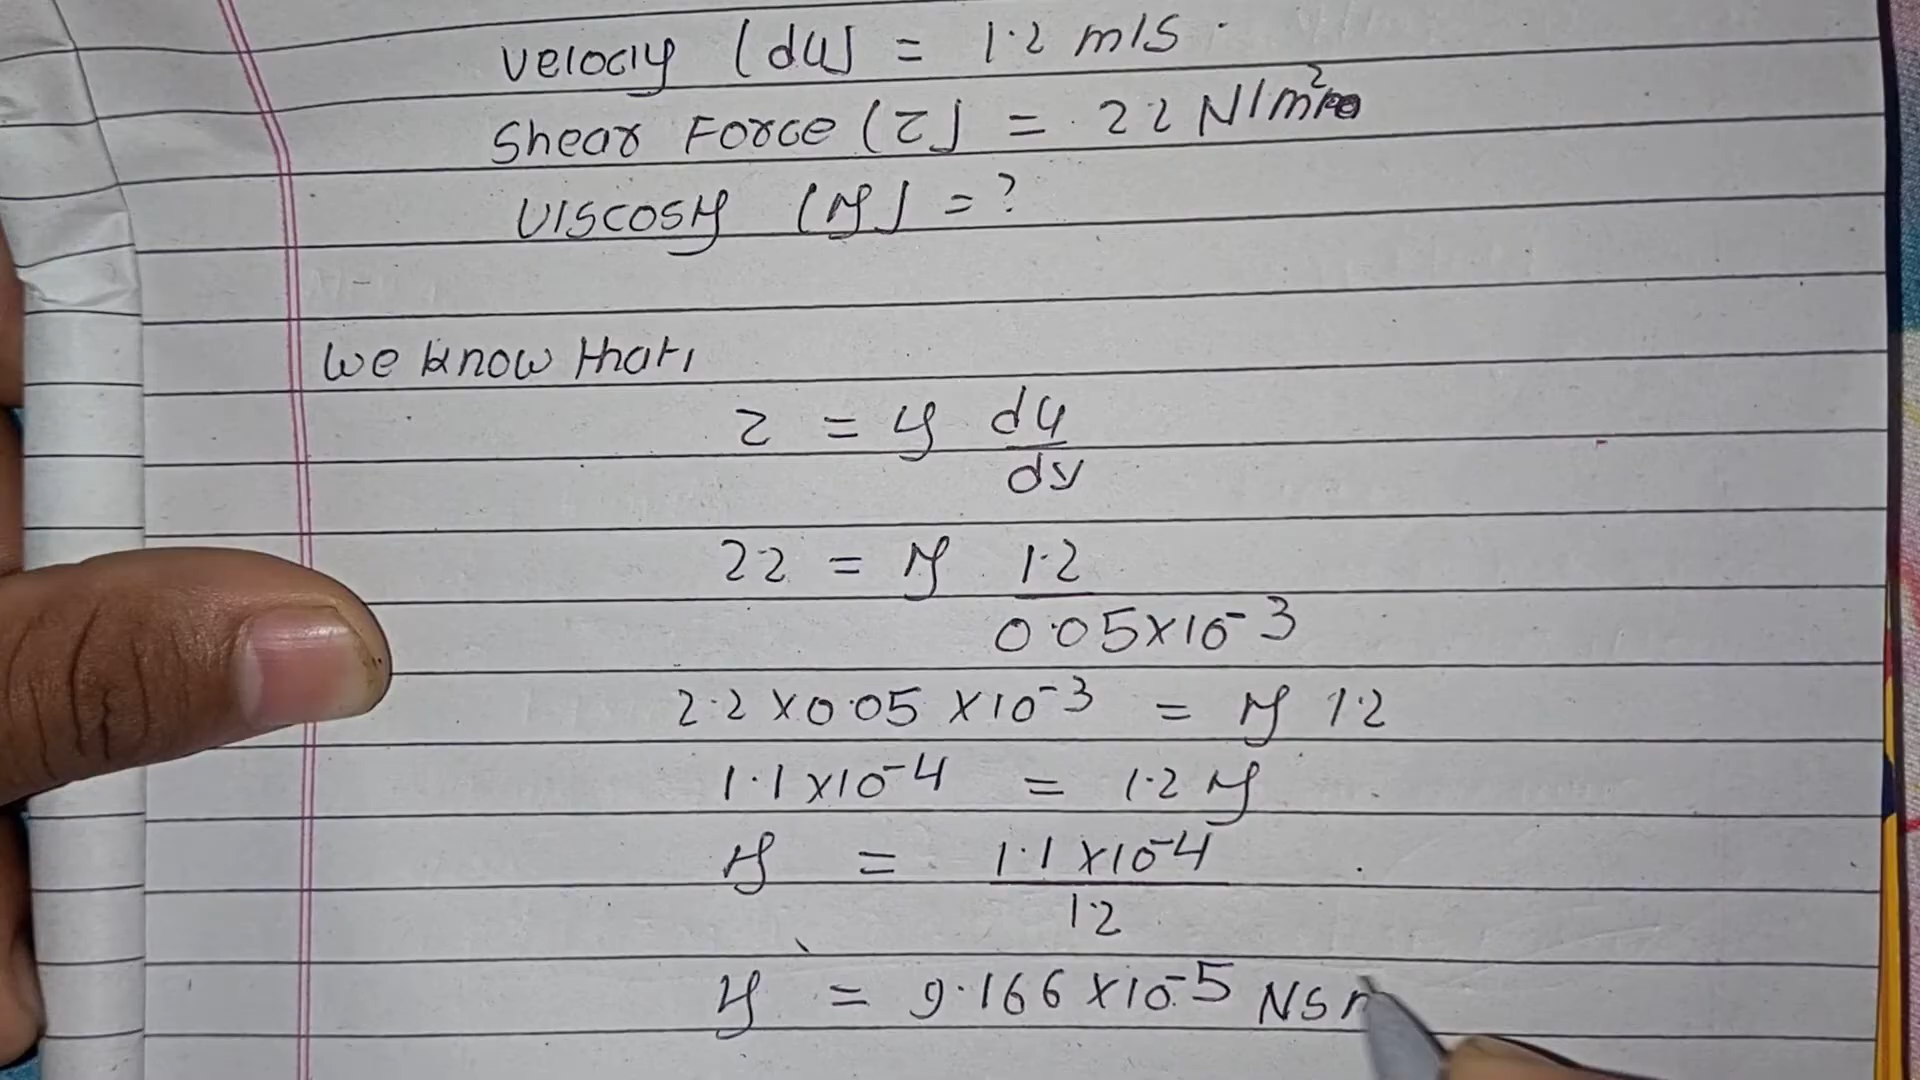 Velocity (du) = 1.2 m/s.
Shear Force (τ) = 2.2 N/m²
Viscosity (μ) = ?
We know that,
τ = μ du/dy
2.2 = μ 1.2/0.05×10-3
2.2 × 0.05 × 10-3 = μ 1.2
1.1×10-4 = 1.2 μ
μ = 1.1×10-4/1.2
μ = 9.166×10-5 NS